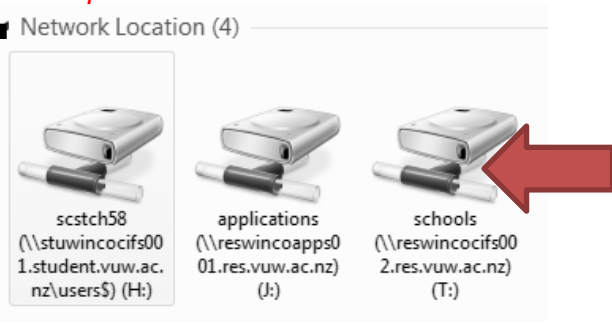 Network Location (4)
scstch58
(\\stuwincocifs00
1.student.vuw.ac.
nz\users$) (H:)
applications
(\\reswincoapps0
01.res.vuw.ac.nz)
(J:)
schools
(\\reswincocifs00
2.res.vuw.ac.nz)
(T:)